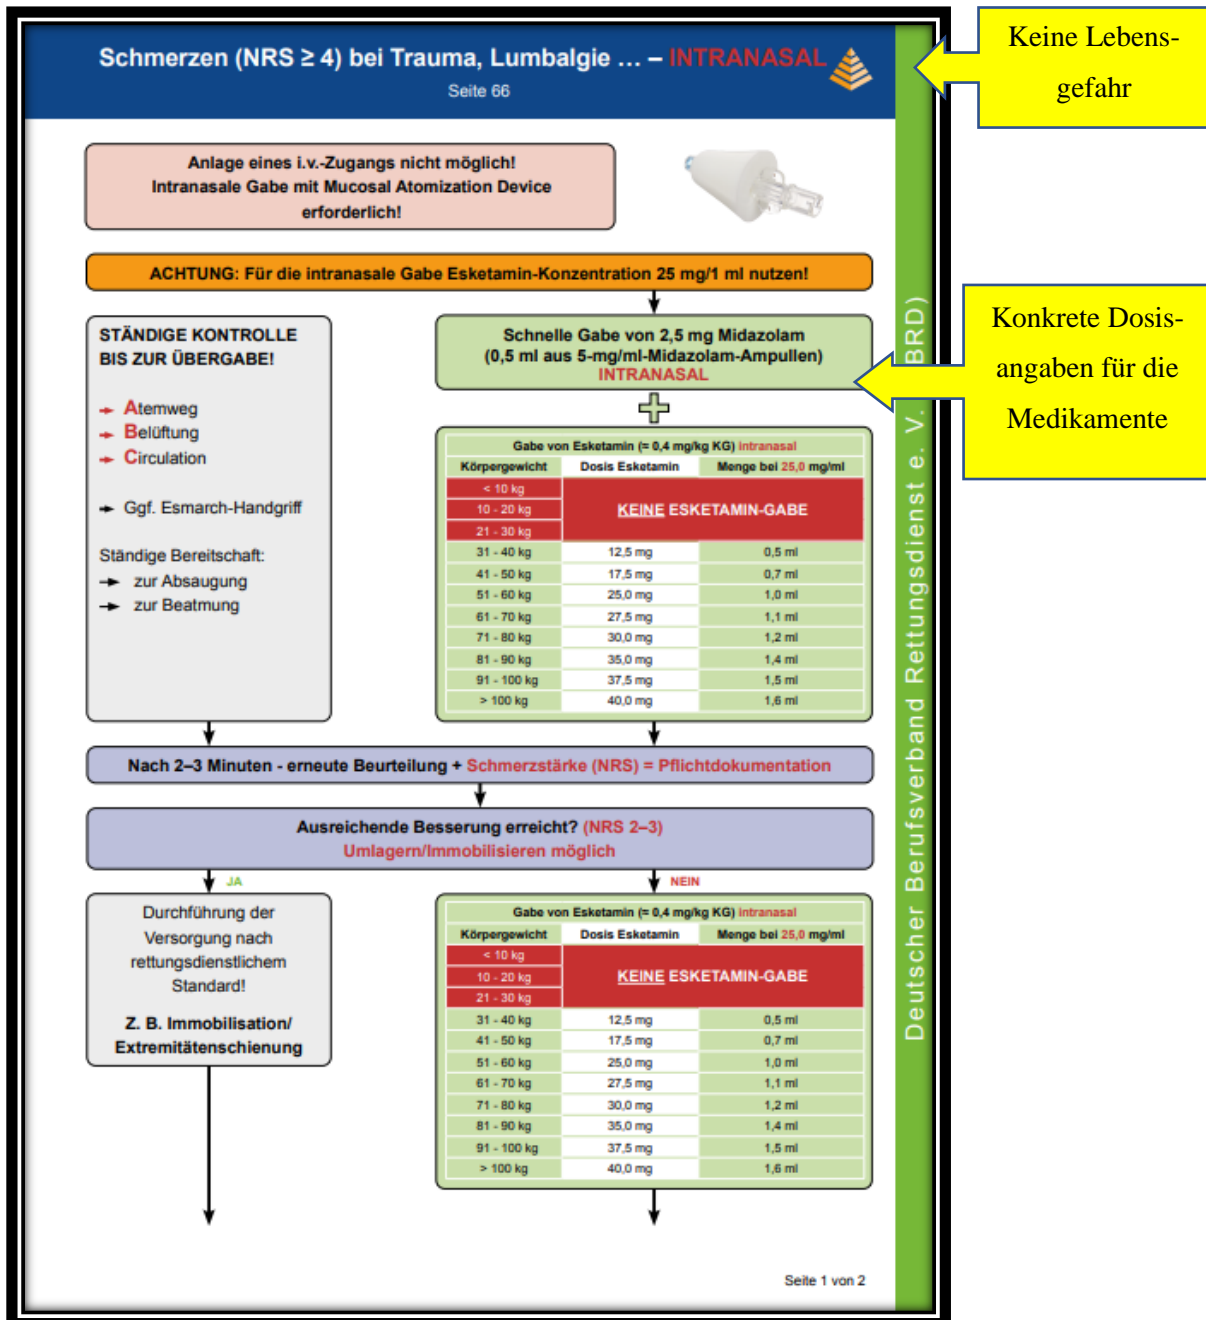 Schmerzen (NRS ≥ 4) bei Trauma, Lumbalgie ... – INTRANASAL
Seite 66
Keine Lebens-
gefahr
Anlage eines i.v.-Zugangs nicht möglich!
Intranasale Gabe mit Mucosal Atomization Device
erforderlich!
ACHTUNG: Für die intranasale Gabe Esketamin-Konzentration 25 mg/1 ml nutzen!
STÄNDIGE KONTROLLE
BIS ZUR ÜBERGABE!
Atemweg
Belüftung
Circulation
Ggf. Esmarch-Handgriff
Ständige Bereitschaft:
zur Absaugung
zur Beatmung
Schnelle Gabe von 2,5 mg Midazolam
(0,5 ml aus 5-mg/ml-Midazolam-Ampullen)
INTRANASAL
Konkrete Dosis-
angaben für die
Medikamente
Gabe von Esketamin (= 0,4 mg/kg KG) intranasal
Körpergewicht Dosis Esketamin Menge bei 25,0 mg/ml
< 10 kg
10 - 20 kg KEINE ESKETAMIN-GABE
21 - 30 kg
31 - 40 kg 12,5 mg 0,5 ml
41 - 50 kg 17,5 mg 0,7 ml
51 - 60 kg 25,0 mg 1,0 ml
61 - 70 kg 27,5 mg 1,1 ml
71 - 80 kg 30,0 mg 1,2 ml
81 - 90 kg 35,0 mg 1,4 ml
91 - 100 kg 37,5 mg 1,5 ml
> 100 kg 40,0 mg 1,6 ml
Nach 2–3 Minuten - erneute Beurteilung + Schmerzstärke (NRS) = Pflichtdokumentation
Ausreichende Besserung erreicht? (NRS 2–3)
Umlagern/Immobilisieren möglich
JA
NEIN
Durchführung der
Versorgung nach
rettungsdienstlichem
Standard!
Z. B. Immobilisation/
Extremitätenschienung
Gabe von Esketamin (= 0,4 mg/kg KG) intranasal
Körpergewicht Dosis Esketamin Menge bei 25,0 mg/ml
< 10 kg
10 - 20 kg KEINE ESKETAMIN-GABE
21 - 30 kg
31 - 40 kg 12,5 mg 0,5 ml
41 - 50 kg 17,5 mg 0,7 ml
51 - 60 kg 25,0 mg 1,0 ml
61 - 70 kg 27,5 mg 1,1 ml
71 - 80 kg 30,0 mg 1,2 ml
81 - 90 kg 35,0 mg 1,4 ml
91 - 100 kg 37,5 mg 1,5 ml
> 100 kg 40,0 mg 1,6 ml
Seite 1 von 2
Deutscher Berufsverband Rettungsdienst e. V. BRD)